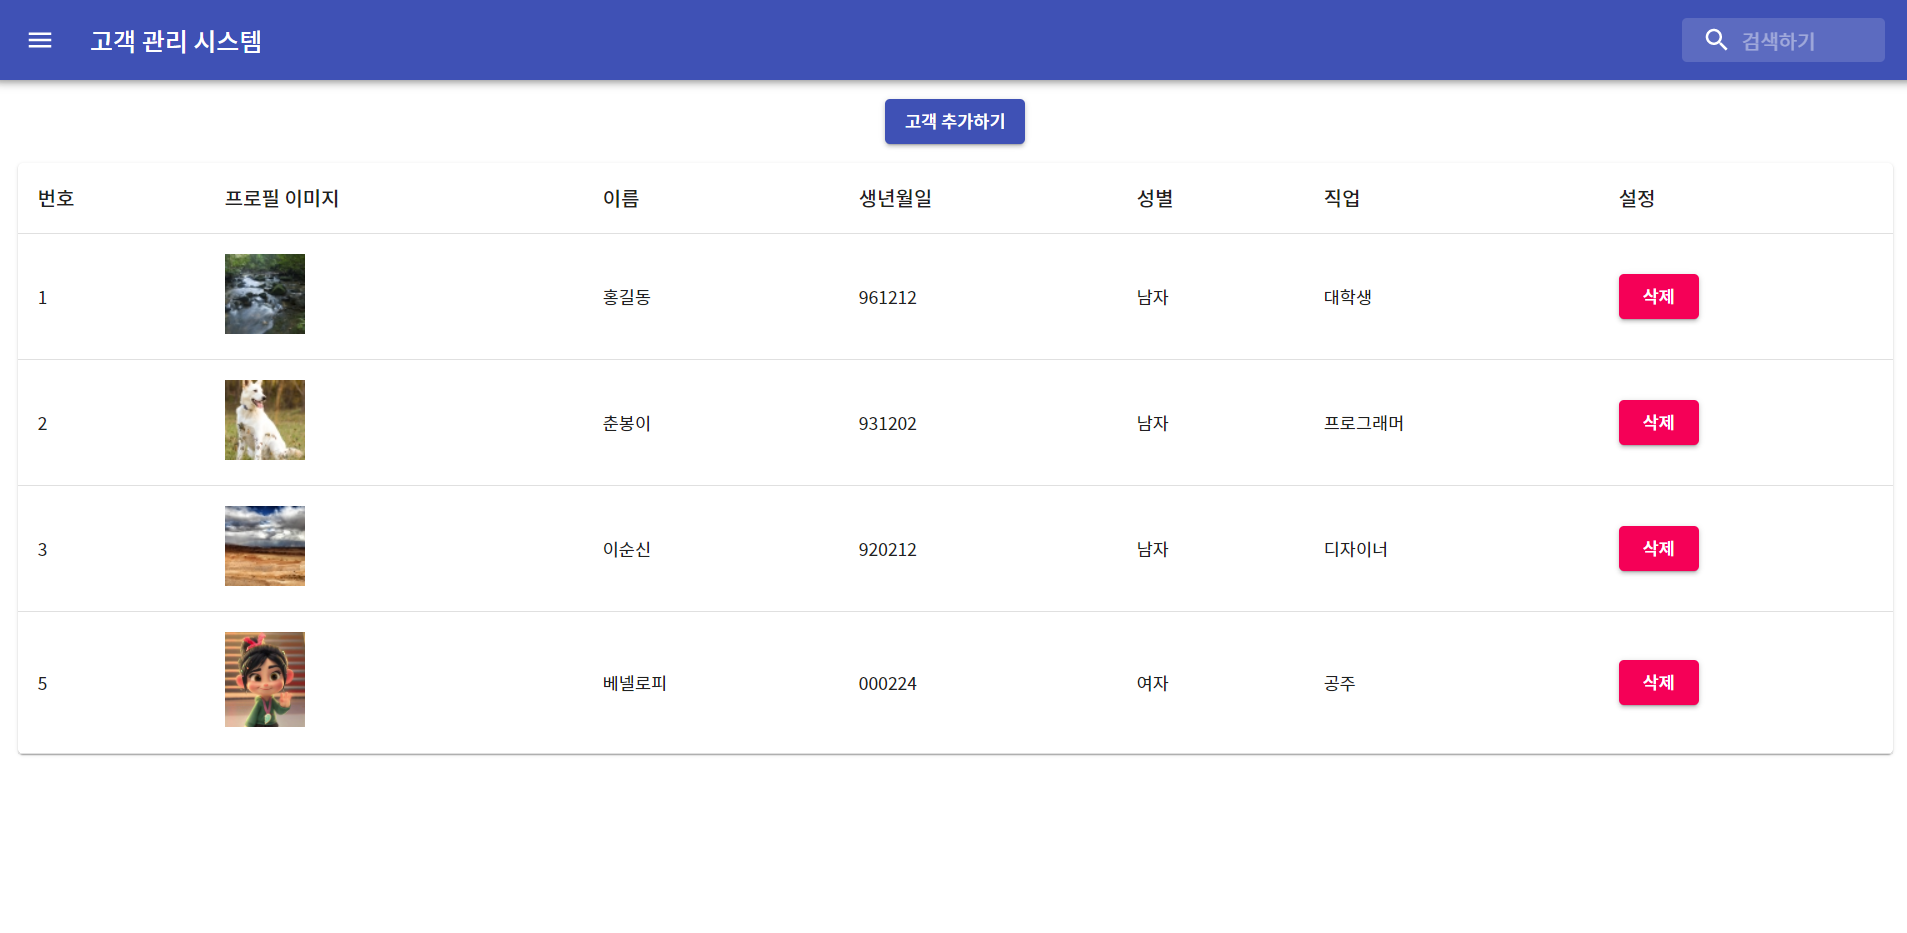 고객 관리 시스템
검색하기
고객 추가하기
번호 프로필 이미지 이름 생년월일 성별 직업 설정
1 홍길동 961212 남자 대학생 삭제
2 춘봉이 931202 남자 프로그래머 삭제
3 이순신 920212 남자 디자이너 삭제
5 베넬로피 000224 여자 공주 삭제